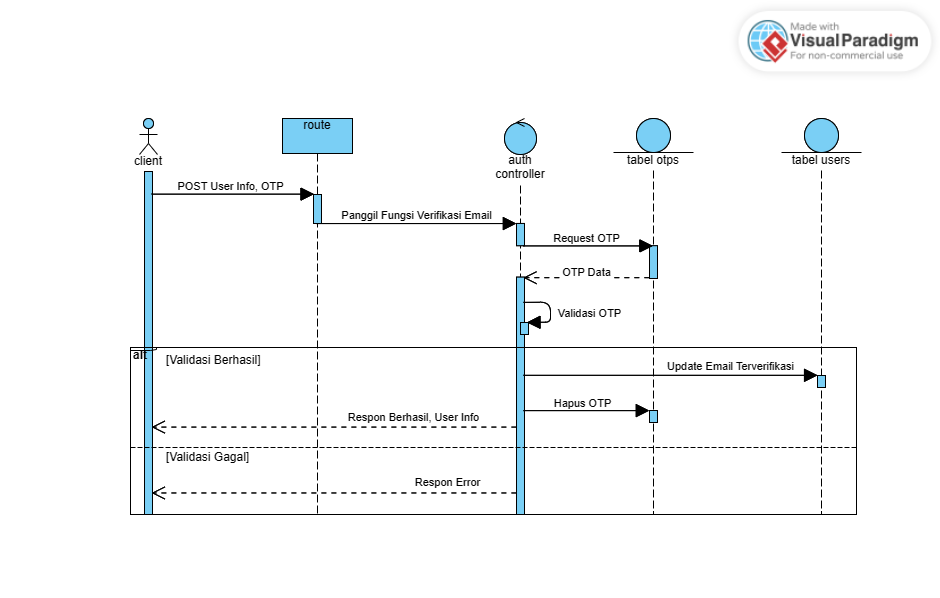 Made with
VisualParadigm
For non-commercial use
client
route
auth
controller
tabel otps
tabel users
POST User Info, OTP
Panggil Fungsi Verifikasi Email
Request OTP
OTP Data
Validasi OTP
alt
[Validasi Berhasil]
Update Email Terverifikasi
Hapus OTP
Respon Berhasil, User Info
[Validasi Gagal]
Respon Error